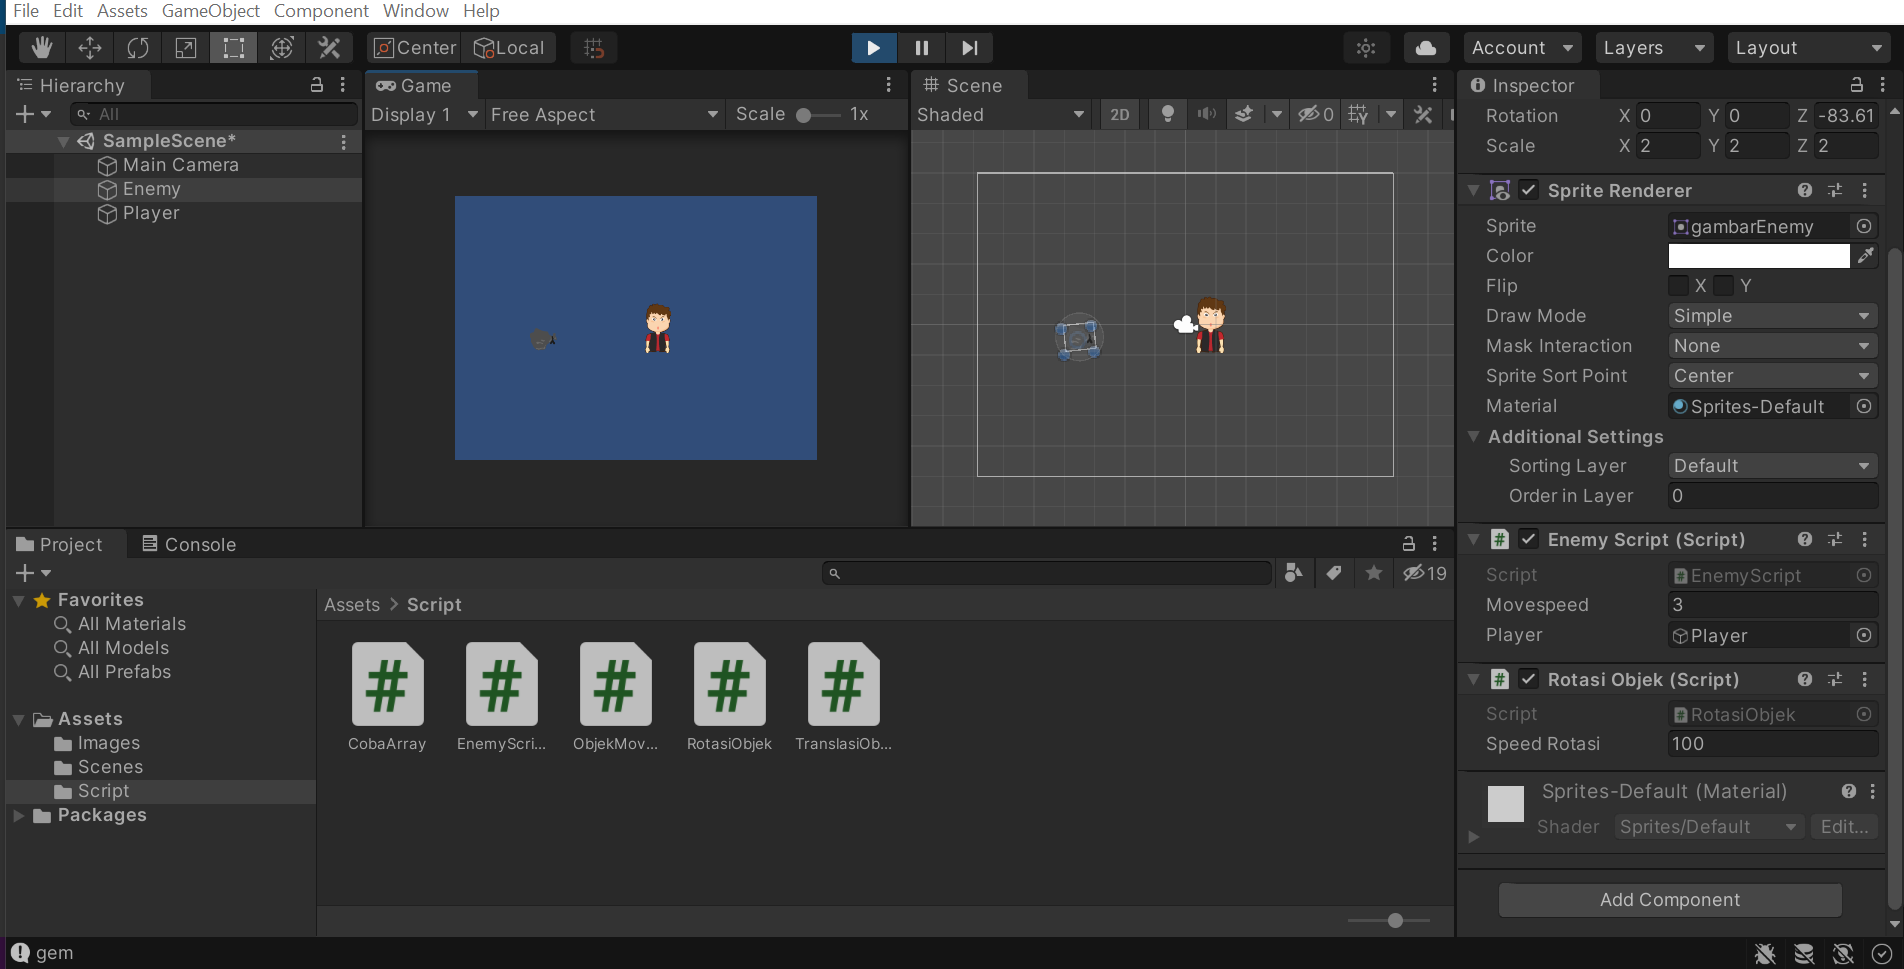 File Edit Assets GameObject Component Window Help
Center Local Account Layers Layout
Hierarchy
All
SampleScene*
Main Camera
Enemy
Player
Game
Display 1 Free Aspect Scale 1x
Scene
Shaded 2D 0
Inspector
Rotation X 0 Y 0 Z -83.61
Scale X 2 Y 2 Z 2
Sprite Renderer
Sprite gambarEnemy
Color
Flip X Y
Draw Mode Simple
Mask Interaction None
Sprite Sort Point Center
Material Sprites-Default
Additional Settings
Sorting Layer Default
Order in Layer 0
Enemy Script (Script)
Script EnemyScript
Movespeed 3
Player Player
Rotasi Objek (Script)
Script RotasiObjek
Speed Rotasi 100
Sprites-Default (Material)
Shader Sprites/Default Edit...
Add Component
Project Console
19
Favorites
All Materials
All Models
All Prefabs
Assets
Images
Scenes
Script
Packages
Assets > Script
CobaArray EnemyScri... ObjekMov... RotasiObjek TranslasiOb...
gem